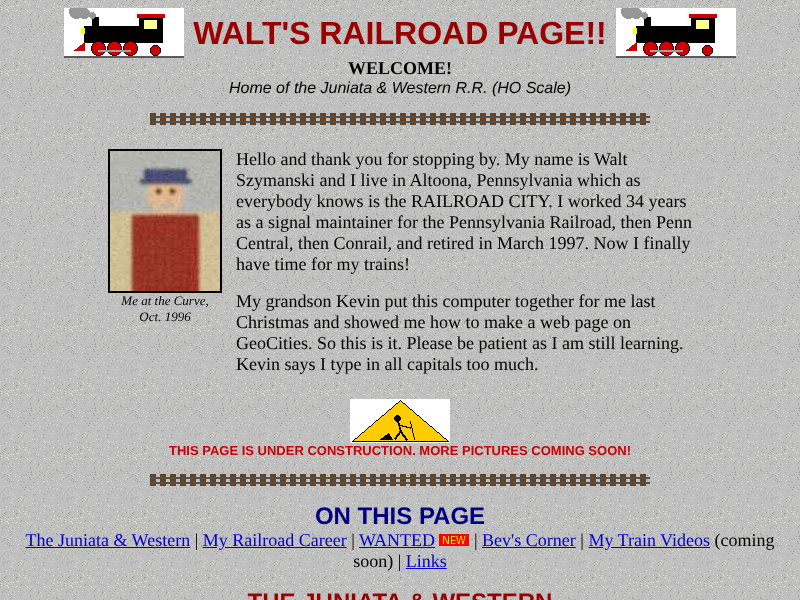 WALT'S RAILROAD PAGE!!
WELCOME!
Home of the Juniata & Western R.R. (HO Scale)
Hello and thank you for stopping by. My name is Walt
Szymanski and I live in Altoona, Pennsylvania which as
everybody knows is the RAILROAD CITY. I worked 34 years
as a signal maintainer for the Pennsylvania Railroad, then Penn
Central, then Conrail, and retired in March 1997. Now I finally
have time for my trains!
Me at the Curve,
Oct. 1996
My grandson Kevin put this computer together for me last
Christmas and showed me how to make a web page on
GeoCities. So this is it. Please be patient as I am still learning.
Kevin says I type in all capitals too much.
THIS PAGE IS UNDER CONSTRUCTION. MORE PICTURES COMING SOON!
ON THIS PAGE
The Juniata & Western | My Railroad Career | WANTED NEW | Bev's Corner | My Train Videos (coming
soon) | Links
THE JUNIATA & WESTERN